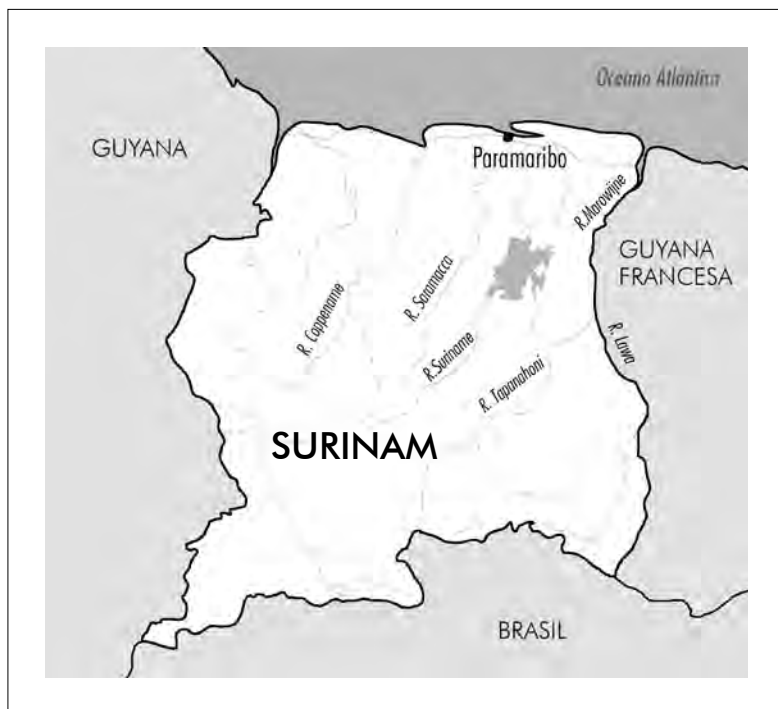 Oceano Atlantico
GUYANA
Paramaribo
R.Marowijne
GUYANA
FRANCESA
R. Saramacca
R. Coppename
R. Lawa
R.Suriname
R. Tapanahoni
SURINAM
BRASIL